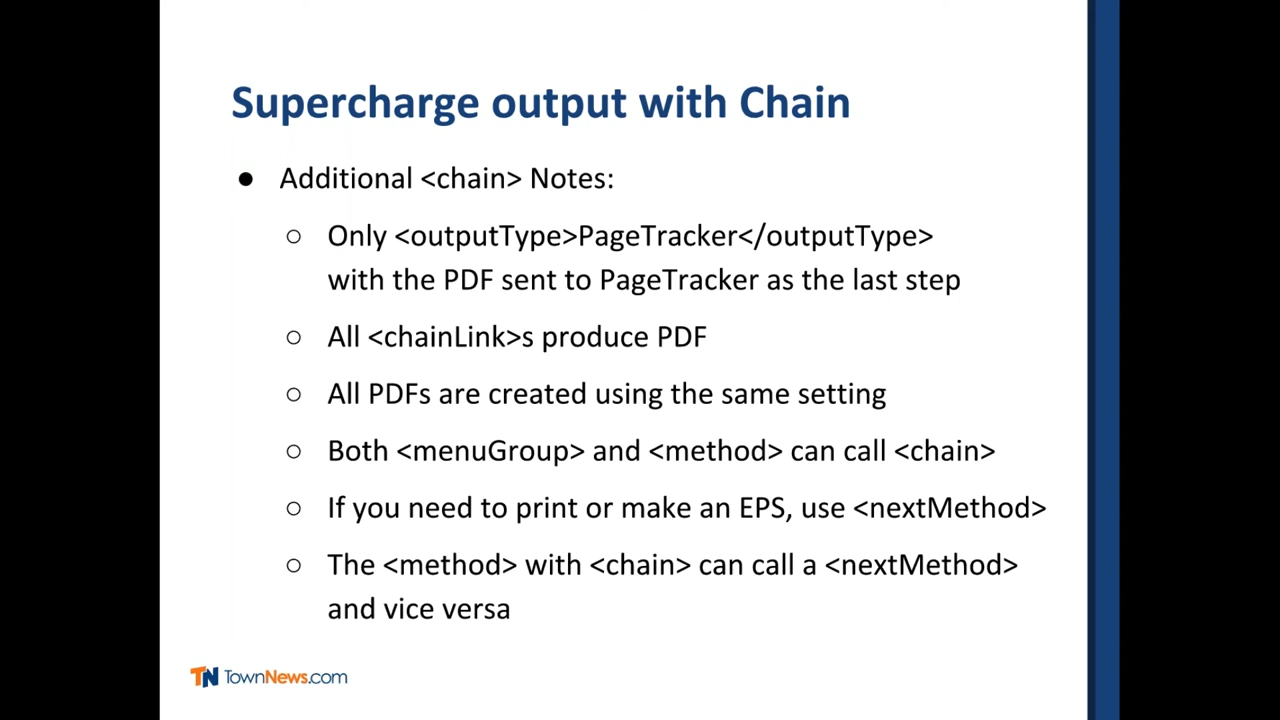 Supercharge output with Chain
● Additional <chain> Notes:
○ Only <outputType>PageTracker</outputType>
with the PDF sent to PageTracker as the last step
○ All <chainLink>s produce PDF
○ All PDFs are created using the same setting
○ Both <menuGroup> and <method> can call <chain>
○ If you need to print or make an EPS, use <nextMethod>
○ The <method> with <chain> can call a <nextMethod>
and vice versa
TN TownNews.com